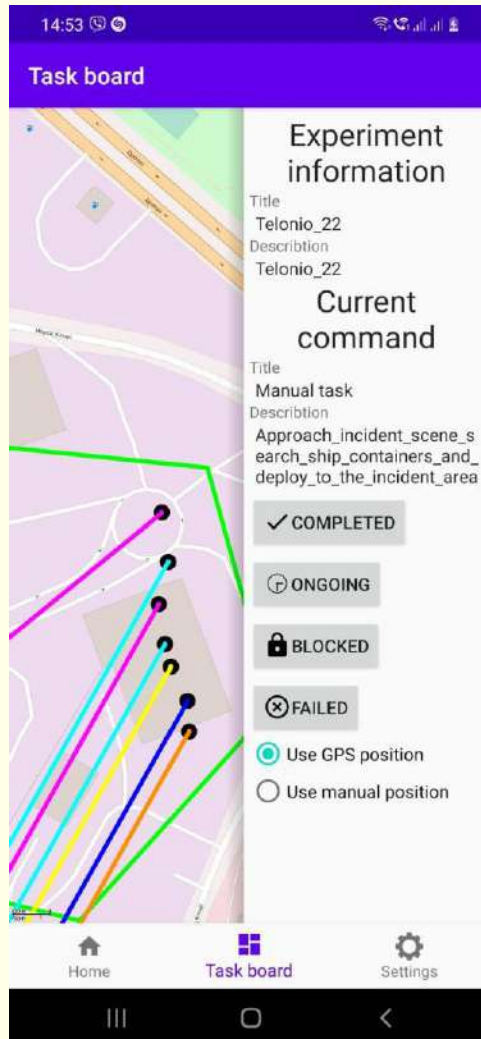 14:53
Task board
Experiment
information
Title
Telonio_22
Describtion
Telonio_22
Current
command
Title
Manual task
Describtion
Approach_incident_scene_s
earch_ship_containers_and_
deploy_to_the_incident_area
COMPLETED
ONGOING
BLOCKED
FAILED
Use GPS position
Use manual position
Home
Task board
Settings